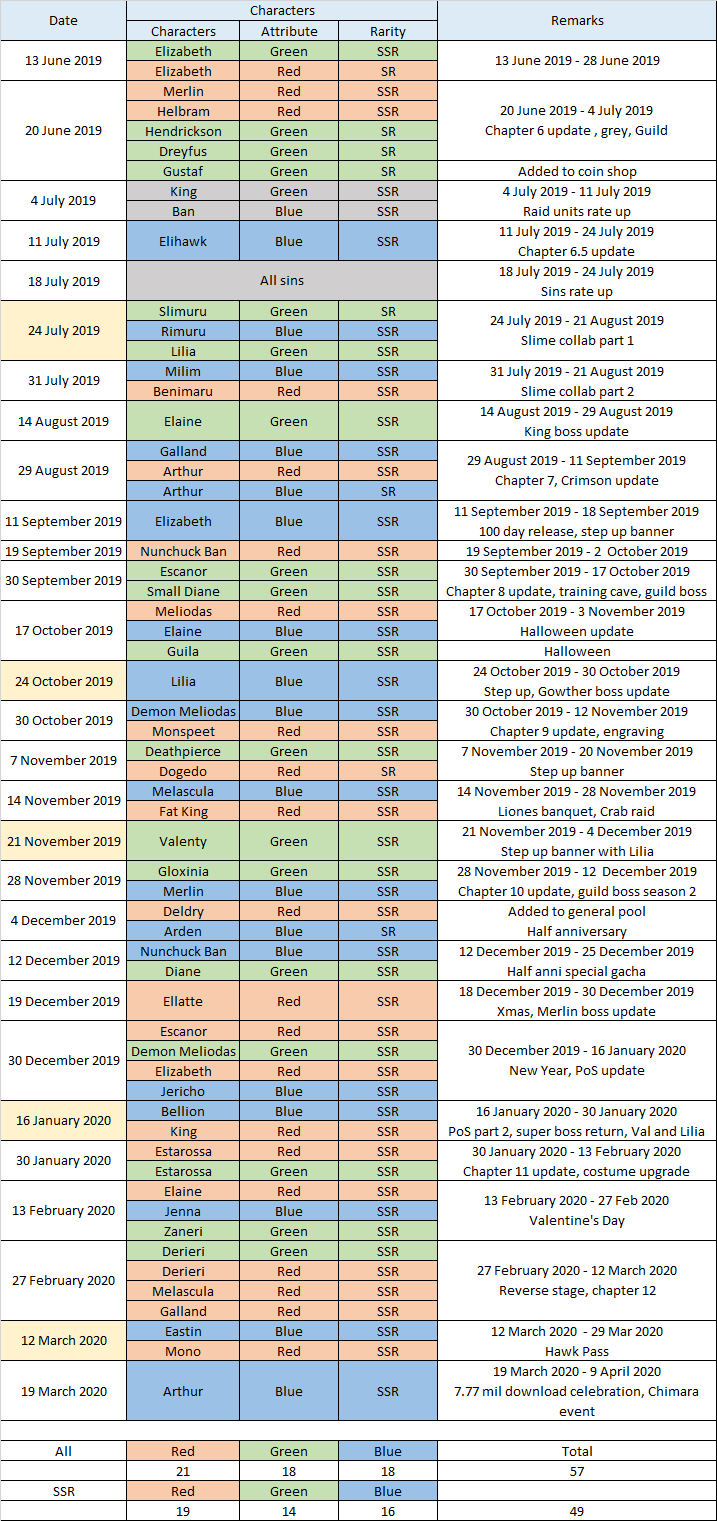 Date Characters Remarks
Characters Attribute Rarity
13 June 2019 Elizabeth Green SSR 13 June 2019 - 28 June 2019
Elizabeth Red SR
20 June 2019 Merlin Red SSR 20 June 2019 - 4 July 2019
Helbram Red SSR Chapter 6 update , grey, Guild
Hendrickson Green SR
Dreyfus Green SR
Gustaf Green SR Added to coin shop
4 July 2019 King Green SSR 4 July 2019 - 11 July 2019
Ban Blue SSR Raid units rate up
11 July 2019 Elihawk Blue SSR 11 July 2019 - 24 July 2019
Chapter 6.5 update
18 July 2019 All sins 18 July 2019 - 24 July 2019
Sins rate up
24 July 2019 Slimuru Green SR 24 July 2019 - 21 August 2019
Rimuru Blue SSR Slime collab part 1
Lilia Green SSR
31 July 2019 Milim Blue SSR 31 July 2019 - 21 August 2019
Benimaru Red SSR Slime collab part 2
14 August 2019 Elaine Green SSR 14 August 2019 - 29 August 2019
King boss update
29 August 2019 Galland Blue SSR 29 August 2019 - 11 September 2019
Arthur Red SSR Chapter 7, Crimson update
Arthur Blue SR
11 September 2019 Elizabeth Blue SSR 11 September 2019 - 18 September 2019
100 day release, step up banner
19 September 2019 Nunchuck Ban Red SSR 19 September 2019 - 2 October 2019
30 September 2019 Escanor Green SSR 30 September 2019 - 17 October 2019
Small Diane Green SSR Chapter 8 update, training cave, guild boss
17 October 2019 Meliodas Red SSR 17 October 2019 - 3 November 2019
Elaine Blue SSR Halloween update
Guila Green SSR Halloween
24 October 2019 Lilia Blue SSR 24 October 2019 - 30 October 2019
Step up, Gowther boss update
30 October 2019 Demon Meliodas Blue SSR 30 October 2019 - 12 November 2019
Monspeet Red SSR Chapter 9 update, engraving
7 November 2019 Deathpierce Green SSR 7 November 2019 - 20 November 2019
Dogedo Red SR Step up banner
14 November 2019 Melascula Blue SSR 14 November 2019 - 28 November 2019
Fat King Red SSR Liones banquet, Crab raid
21 November 2019 Valenty Green SSR 21 November 2019 - 4 December 2019
Step up banner with Lilia
28 November 2019 Gloxinia Green SSR 28 November 2019 - 12 December 2019
Merlin Blue SSR Chapter 10 update, guild boss season 2
4 December 2019 Deldry Red SSR Added to general pool
Arden Blue SR Half anniversary
12 December 2019 Nunchuck Ban Blue SSR 12 December 2019 - 25 December 2019
Diane Green SSR Half anni special gacha
19 December 2019 Ellatte Red SSR 18 December 2019 - 30 December 2019
Xmas, Merlin boss update
30 December 2019 Escanor Red SSR 30 December 2019 - 16 January 2020
Demon Meliodas Green SSR New Year, PoS update
Elizabeth Red SSR
Jericho Blue SSR
16 January 2020 Bellion Blue SSR 16 January 2020 - 30 January 2020
King Red SSR PoS part 2, super boss return, Val and Lilia
30 January 2020 Estarossa Red SSR 30 January 2020 - 13 February 2020
Estarossa Green SSR Chapter 11 update, costume upgrade
13 February 2020 Elaine Red SSR 13 February 2020 - 27 Feb 2020
Jenna Blue SSR Valentine's Day
Zaneri Green SSR
27 February 2020 Derieri Green SSR 27 February 2020 - 12 March 2020
Derieri Red SSR Reverse stage, chapter 12
Melascula Red SSR
Galland Red SSR
12 March 2020 Eastin Blue SSR 12 March 2020 - 29 Mar 2020
Mono Red SSR Hawk Pass
19 March 2020 Arthur Blue SSR 19 March 2020 - 9 April 2020
7.77 mil download celebration, Chimara
event
All Red Green Blue Total
21 18 18 57
SSR Red Green Blue
19 14 16 49